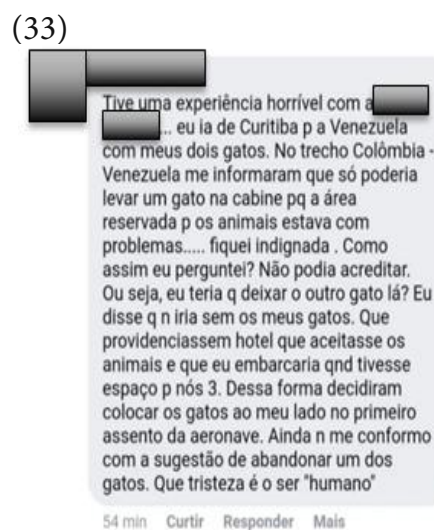 (33)
Tive uma experiência horrível com a
... eu ia de Curitiba p a Venezuela
com meus dois gatos. No trecho Colômbia -
Venezuela me informaram que só poderia
levar um gato na cabine pq a área
reservada p os animais estava com
problemas..... fiquei indignada . Como
assim eu perguntei? Não podia acreditar.
Ou seja, eu teria q deixar o outro gato lá? Eu
disse q n iria sem os meus gatos. Que
providenciassem hotel que aceitasse os
animais e que eu embarcaria qnd tivesse
espaço p nós 3. Dessa forma decidiram
colocar os gatos ao meu lado no primeiro
assento da aeronave. Ainda n me conformo
com a sugestão de abandonar um dos
gatos. Que tristeza é o ser "humano"
54 min Curtir Responder Mais